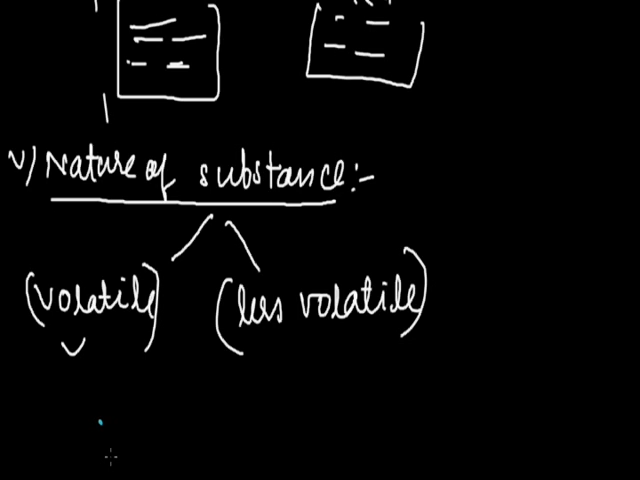 v) Nature of substance:-
(volatile) (less volatile)